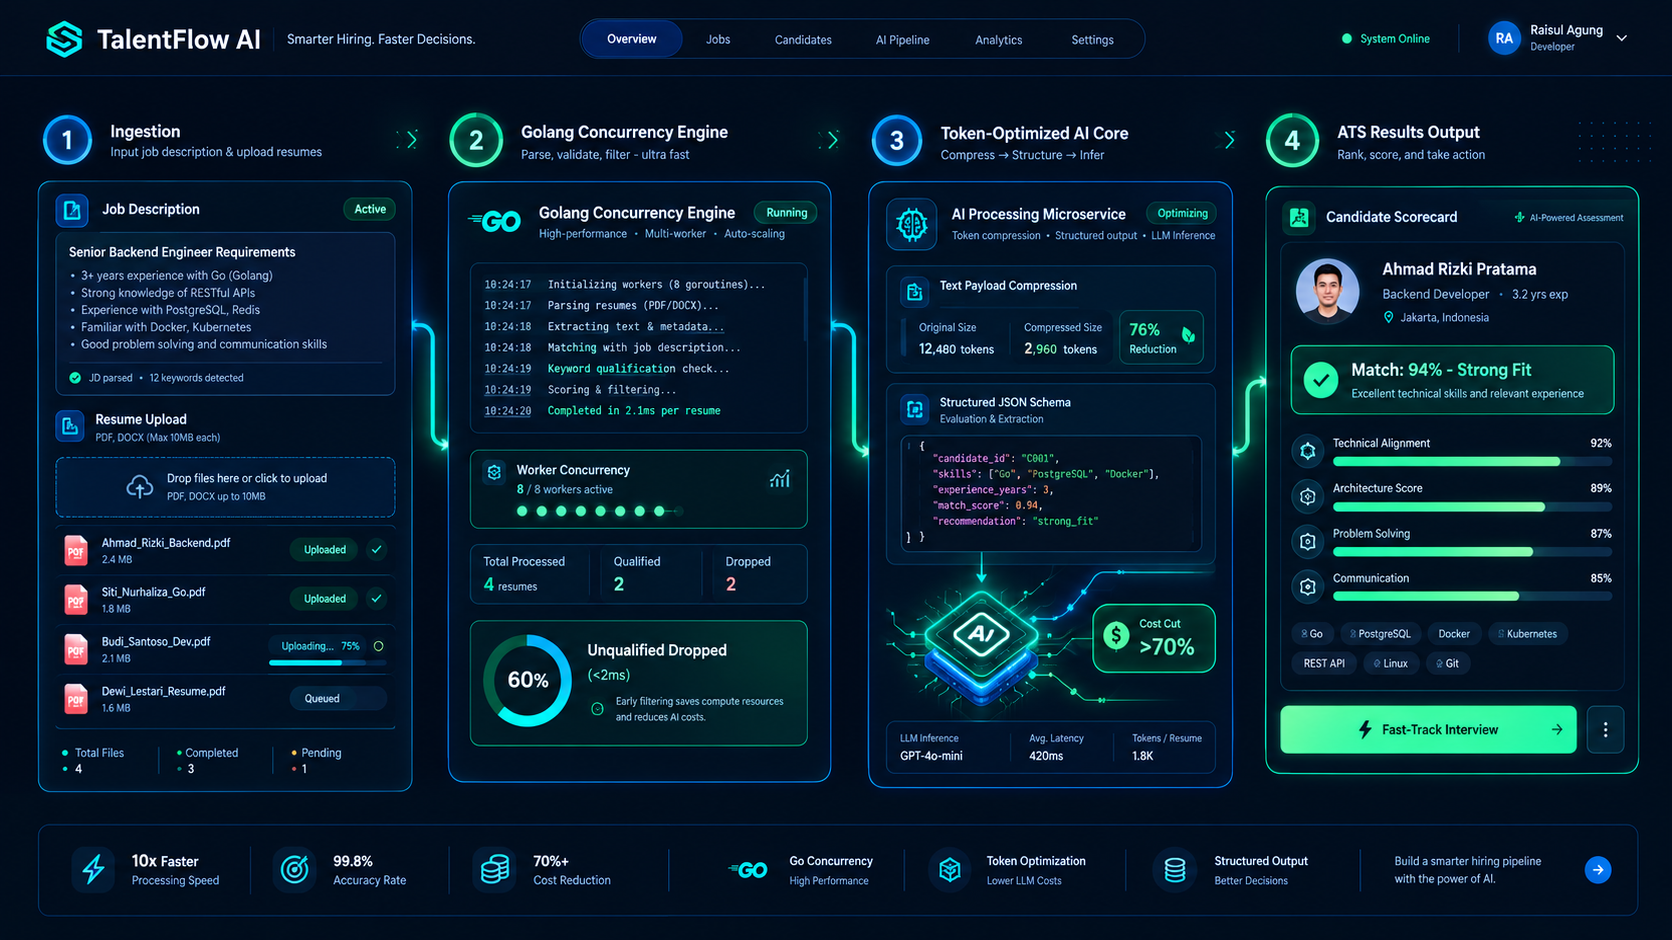 TalentFlow AI
Smarter Hiring. Faster Decisions.
Overview
Jobs
Candidates
AI Pipeline
Analytics
Settings
System Online
RA
Raisul Agung
Developer
1
Ingestion
Input job description & upload resumes
Job Description
Active
Senior Backend Engineer Requirements
• 3+ years experience with Go (Golang)
• Strong knowledge of RESTful APIs
• Experience with PostgreSQL, Redis
• Familiar with Docker, Kubernetes
• Good problem solving and communication skills
JD parsed • 12 keywords detected
Resume Upload
PDF, DOCX (Max 10MB each)
Drop files here or click to upload
PDF, DOCX up to 10MB
PDF
Ahmad_Rizki_Backend.pdf
2.4 MB
Uploaded
PDF
Siti_Nurhaliza_Go.pdf
1.8 MB
Uploaded
PDF
Budi_Santoso_Dev.pdf
2.1 MB
Uploading... 75%
PDF
Dewi_Lestari_Resume.pdf
1.6 MB
Queued
Total Files
4
Completed
3
Pending
1
2
Golang Concurrency Engine
Parse, validate, filter - ultra fast
GO
Golang Concurrency Engine
Running
High-performance • Multi-worker • Auto-scaling
10:24:17 Initializing workers (8 goroutines)...
10:24:17 Parsing resumes (PDF/DOCX)...
10:24:18 Extracting text & metadata...
10:24:18 Matching with job description...
10:24:19 Keyword qualification check...
10:24:19 Scoring & filtering...
10:24:20 Completed in 2.1ms per resume
Worker Concurrency
8 / 8 workers active
Total Processed
4 resumes
Qualified
2
Dropped
2
60%
Unqualified Dropped
(<2ms)
Early filtering saves compute resources
and reduces AI costs.
3
Token-Optimized AI Core
Compress → Structure → Infer
AI Processing Microservice
Optimizing
Token compression • Structured output • LLM Inference
Text Payload Compression
Original Size
12,480 tokens
Compressed Size
2,960 tokens
76%
Reduction
Structured JSON Schema
Evaluation & Extraction
{
"candidate_id": "C001",
"skills": ["Go", "PostgreSQL", "Docker"],
"experience_years": 3,
"match_score": 0.94,
"recommendation": "strong_fit"
] }
AI
$
Cost Cut
>70%
LLM Inference
GPT-4o-mini
Avg. Latency
420ms
Tokens / Resume
1.8K
4
ATS Results Output
Rank, score, and take action
Candidate Scorecard
AI-Powered Assessment
Ahmad Rizki Pratama
Backend Developer • 3.2 yrs exp
Jakarta, Indonesia
Match: 94% - Strong Fit
Excellent technical skills and relevant experience
Technical Alignment 92%
Architecture Score 89%
Problem Solving 87%
Communication 85%
Go
PostgreSQL
Docker
Kubernetes
REST API
Linux
Git
Fast-Track Interview
10x Faster
Processing Speed
99.8%
Accuracy Rate
70%+
Cost Reduction
GO
Go Concurrency
High Performance
Token Optimization
Lower LLM Costs
Structured Output
Better Decisions
Build a smarter hiring pipeline
with the power of AI.